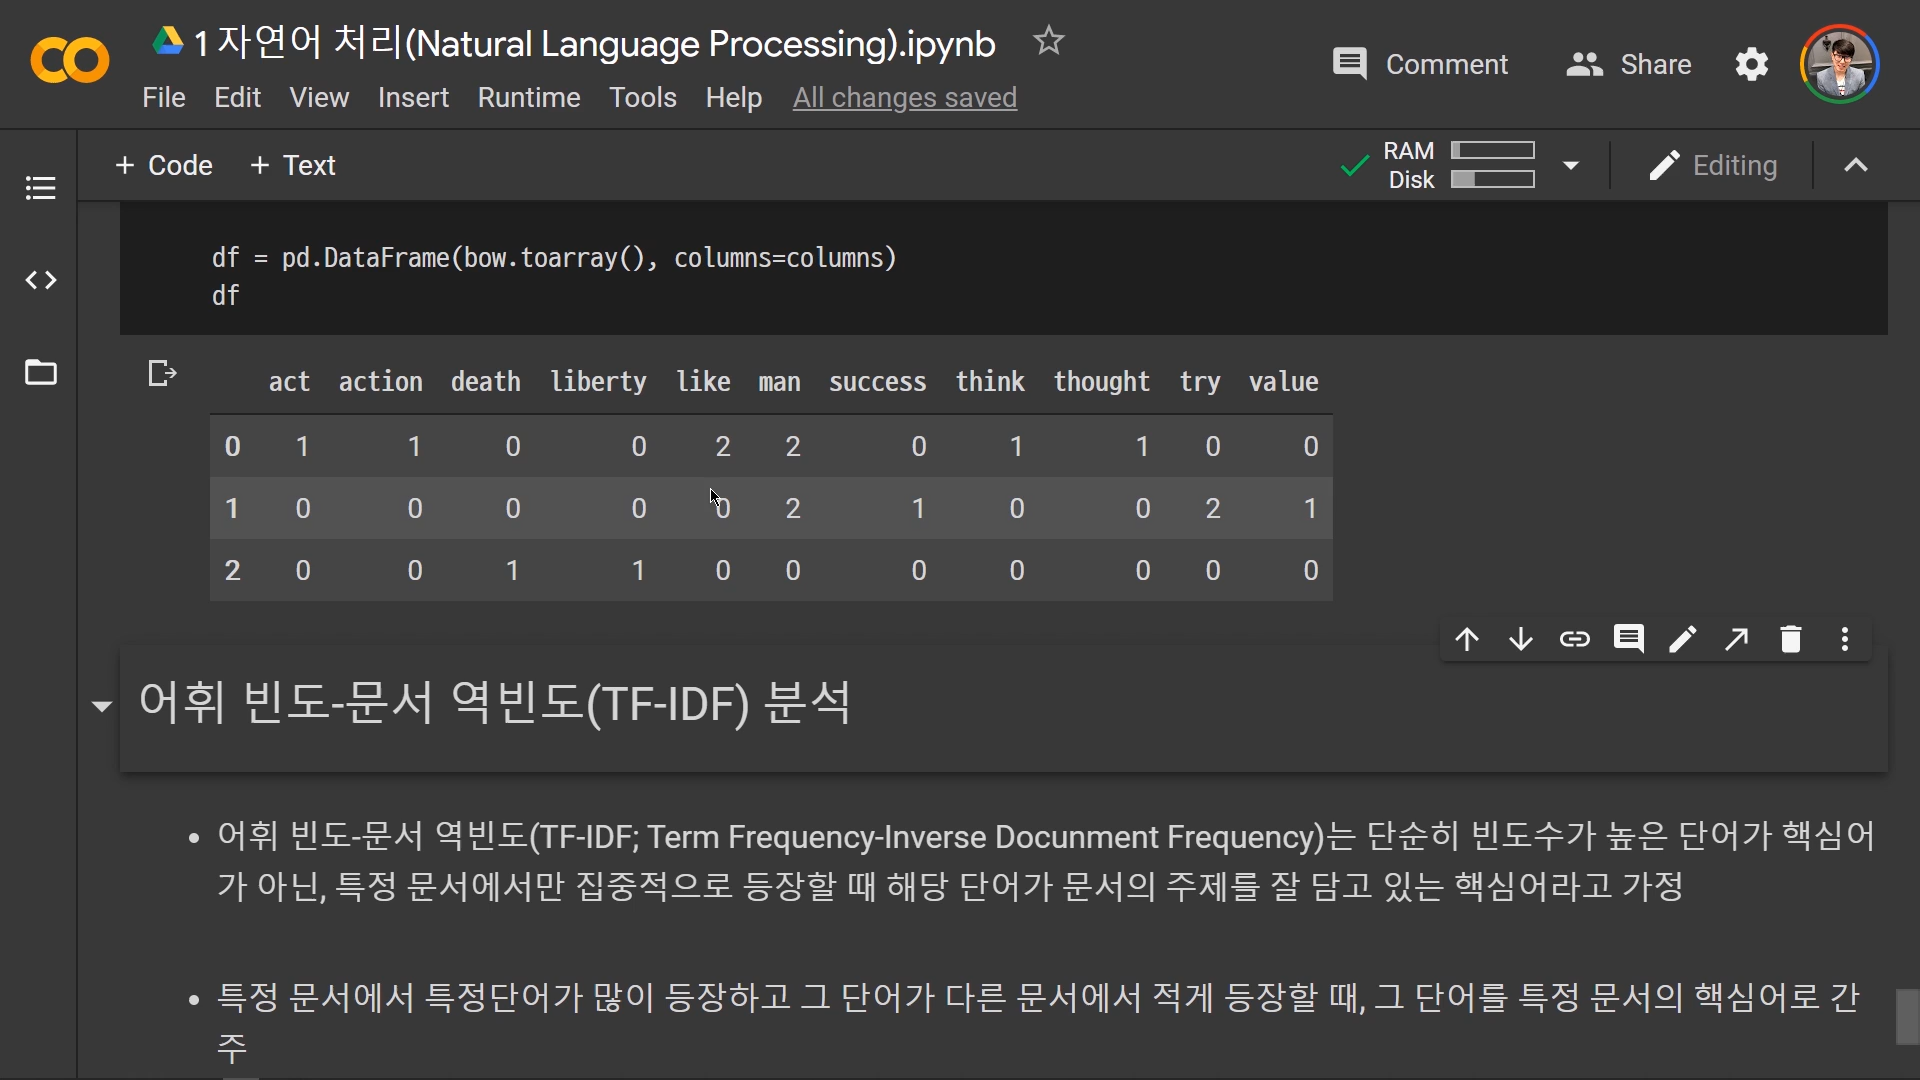 1 자연어 처리(Natural Language Processing).ipynb
Comment
Share
File Edit View Insert Runtime Tools Help All changes saved
+ Code + Text
RAM
Disk
Editing
df = pd.DataFrame(bow.toarray(), columns=columns)
df
act action death liberty like man success think thought try value
0 1 1 0 0 2 2 0 1 1 0 0
1 0 0 0 0 0 2 1 0 0 2 1
2 0 0 1 1 0 0 0 0 0 0 0
어휘 빈도-문서 역빈도(TF-IDF) 분석
• 어휘 빈도-문서 역빈도(TF-IDF; Term Frequency-Inverse Docunment Frequency)는 단순히 빈도수가 높은 단어가 핵심어
가 아닌, 특정 문서에서만 집중적으로 등장할 때 해당 단어가 문서의 주제를 잘 담고 있는 핵심어라고 가정
• 특정 문서에서 특정단어가 많이 등장하고 그 단어가 다른 문서에서 적게 등장할 때, 그 단어를 특정 문서의 핵심어로 간
주